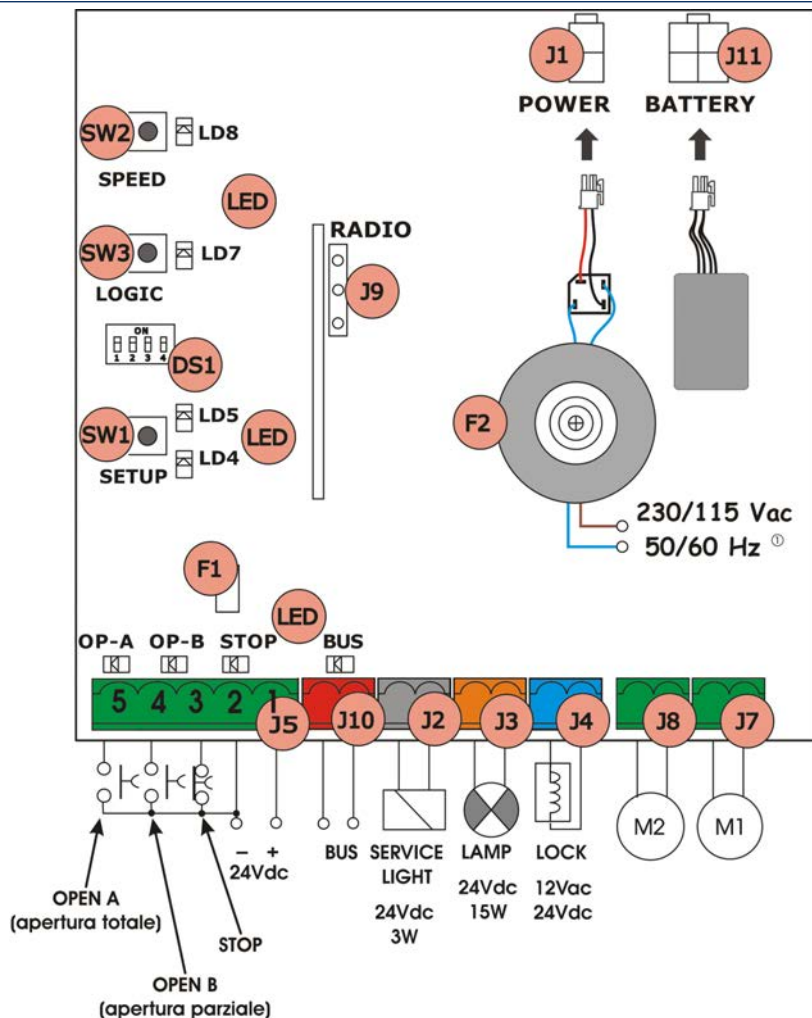 J1 J11
POWER BATTERY
SW2 LD8
SPEED
LED
SW3 LD7
LOGIC
RADIO
J9
ON
1 2 3 4
DS1
SW1 LD5
LED
LD4
SETUP
F2
230/115 Vac
50/60 Hz ①
F1
LED
OP-A OP-B STOP BUS
5 4 3 2 1
J5 J10 J2 J3 J4 J8 J7
M2 M1
– +
24Vdc
BUS
SERVICE
LIGHT
24Vdc
3W
LAMP
24Vdc
15W
LOCK
12Vac
24Vdc
OPEN A
(apertura totale)
STOP
OPEN B
(apertura parziale)